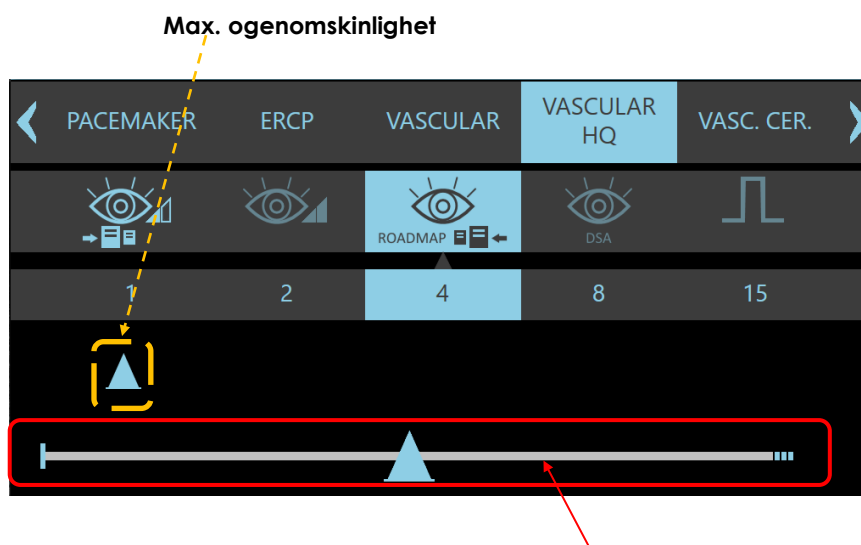 Max. ogenomskinlighet
PACEMAKER ERCP VASCULAR VASCULAR HQ VASC. CER.
ROADMAP DSA
1 2 4 8 15